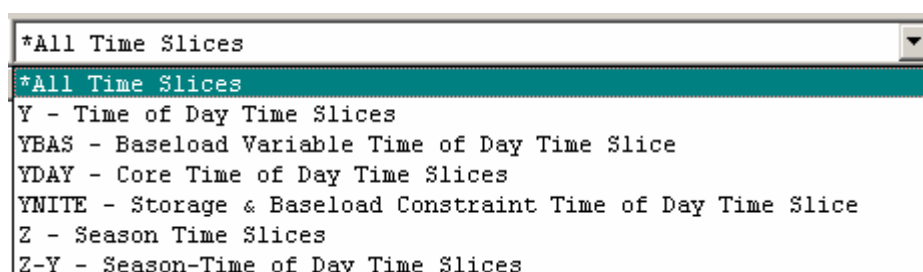 *All Time Slices
*All Time Slices
Y - Time of Day Time Slices
YBAS - Baseload Variable Time of Day Time Slice
YDAY - Core Time of Day Time Slices
YNITE - Storage & Baseload Constraint Time of Day Time Slice
Z - Season Time Slices
Z-Y - Season-Time of Day Time Slices